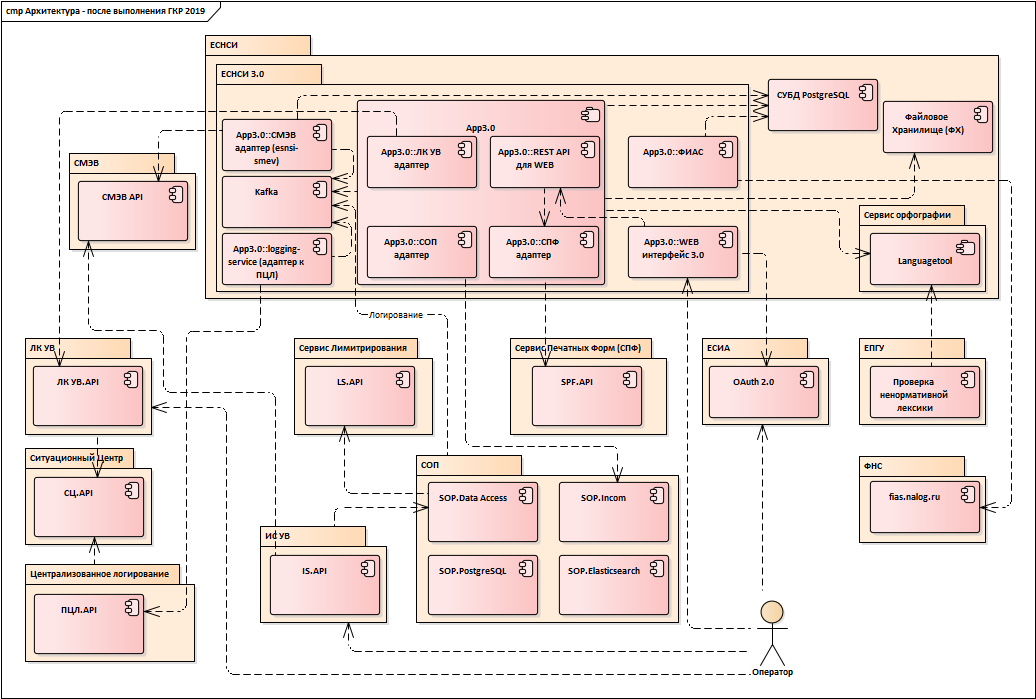 cmp Архитектура - после выполнения ГКР 2019
ЕСНСИ
ЕСНСИ 3.0
СУБД PostgreSQL
Файловое
Хранилище (ФХ)
App3.0
App3.0::СМЭВ
адаптер (esnsi-
smev)
App3.0::ЛК УВ
адаптер
App3.0::REST API
для WEB
App3.0::ФИАС
СМЭВ
СМЭВ API
Kafka
Сервис орфографии
Languagetool
App3.0::logging-
service (адаптер к
ПЦЛ)
App3.0::СОП
адаптер
App3.0::СПФ
адаптер
App3.0::WEB
интерфейс 3.0
Логирование
ЛК УВ
ЛК УВ.API
Сервис Лимитрирования
LS.API
Сервис Печатных Форм (СПФ)
SPF.API
ЕСИА
OAuth 2.0
ЕПГУ
Проверка
ненормативной
лексики
Ситуационный Центр
СЦ.API
СОП
SOP.Data Access
SOP.Incom
SOP.PostgreSQL
SOP.Elasticsearch
ФНС
fias.nalog.ru
ИС УВ
IS.API
Централизованное логирование
ПЦЛ.API
Оператор